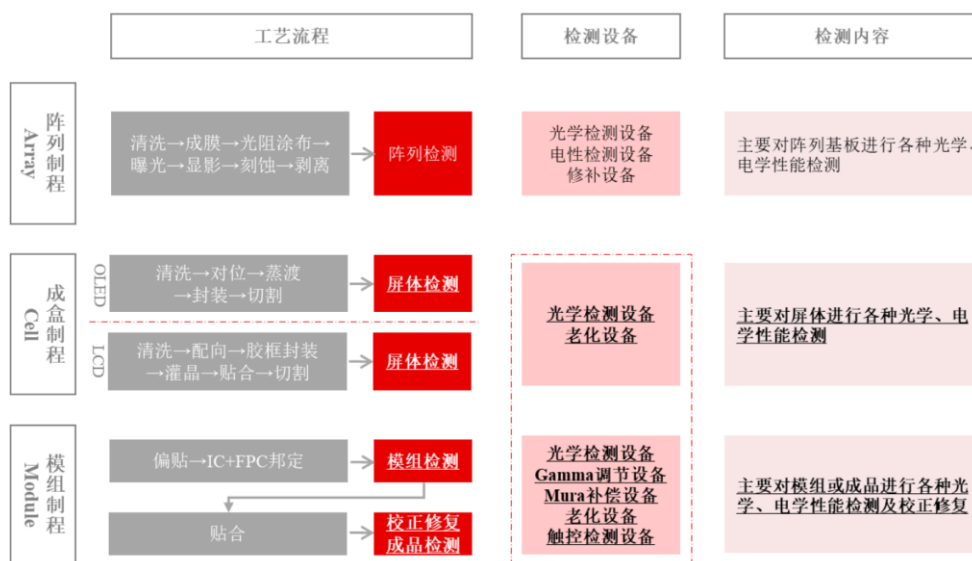 工艺流程
检测设备
检测内容
阵列制程
Array
清洗→成膜→光阻涂布→
曝光→显影→刻蚀→剥离
阵列检测
光学检测设备
电性检测设备
修补设备
主要对阵列基板进行各种光学、
电学性能检测
成盒制程
Cell
OLED
清洗→对位→蒸渡
→封装→切割
屏体检测
LCD
清洗→配向→胶框封装
→灌晶→贴合→切割
屏体检测
光学检测设备
老化设备
主要对屏体进行各种光学、电
学性能检测
模组制程
Module
偏贴→IC+FPC邦定
模组检测
贴合
校正修复
成品检测
光学检测设备
Gamma调节设备
Mura补偿设备
老化设备
触控检测设备
主要对模组或成品进行各种光
学、电学性能检测及校正修复